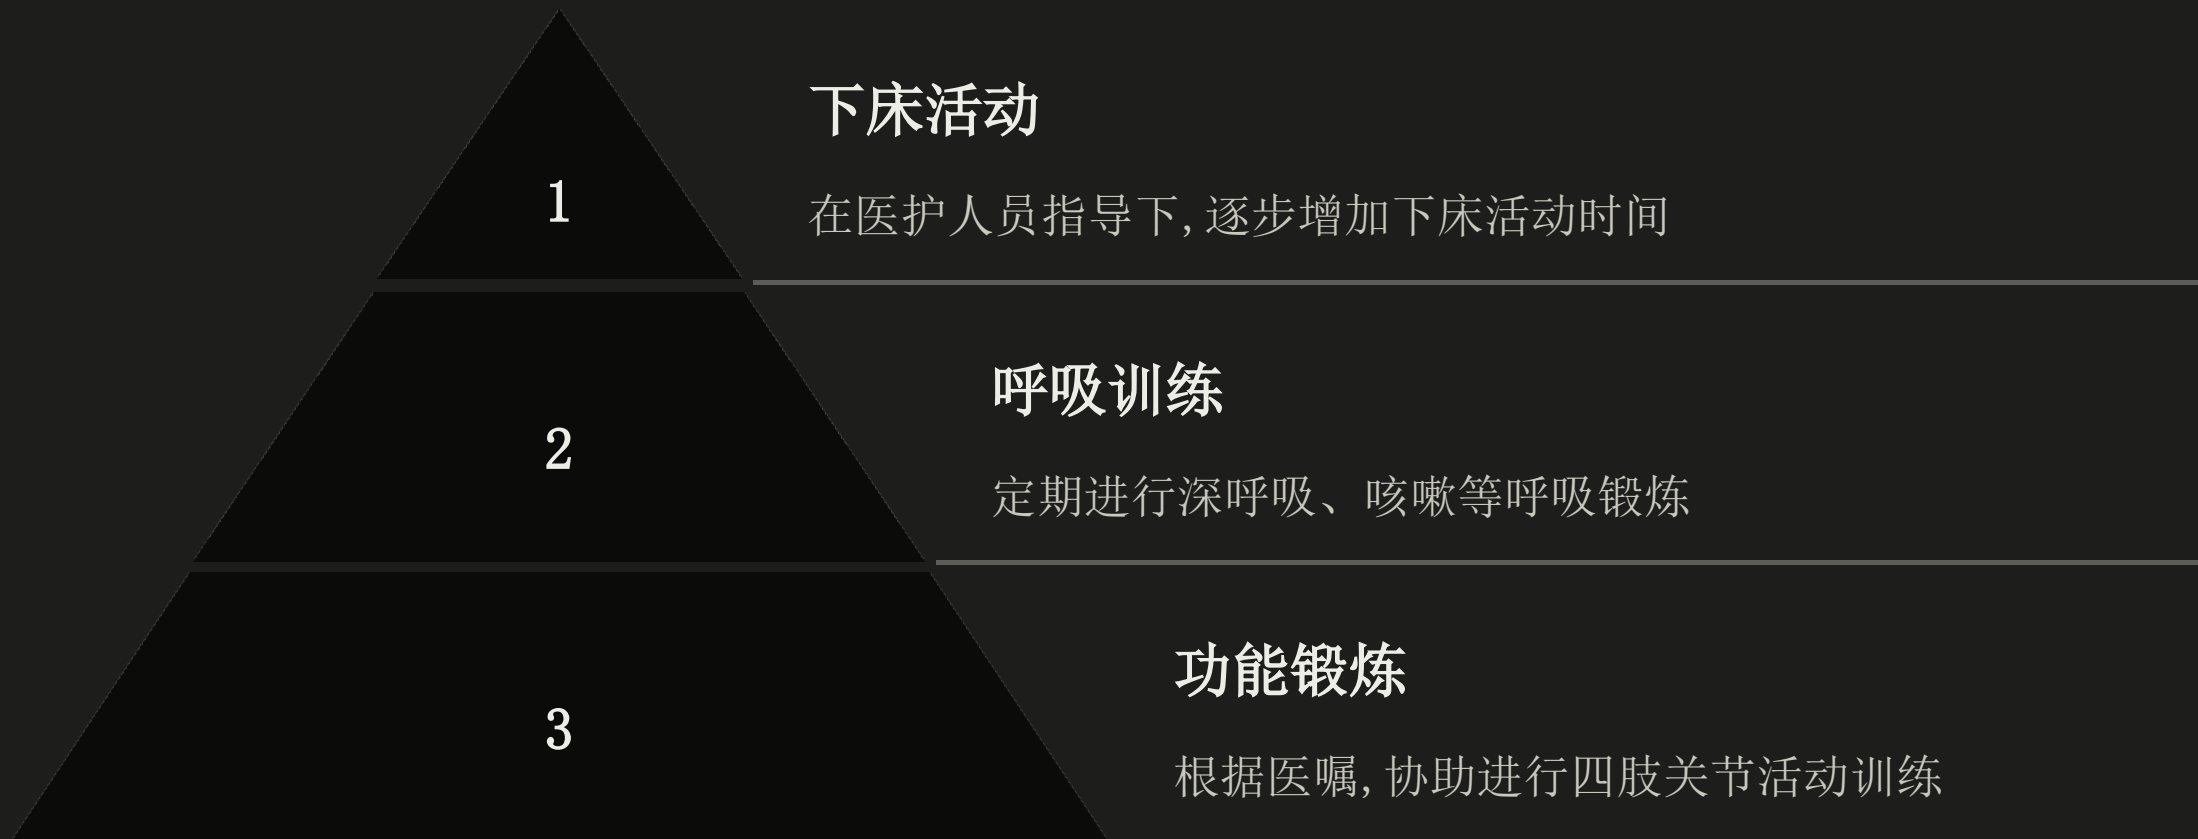 1
下床活动
在医护人员指导下,逐步增加下床活动时间
2
呼吸训练
定期进行深呼吸、咳嗽等呼吸锻炼
3
功能锻炼
根据医嘱,协助进行四肢关节活动训练